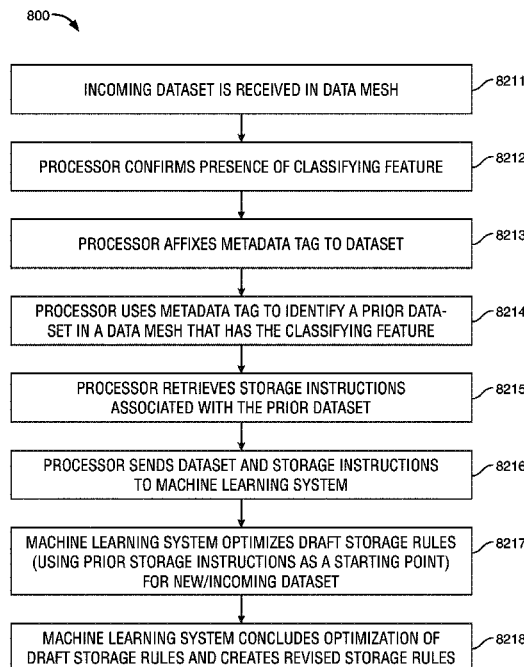 800
INCOMING DATASET IS RECEIVED IN DATA MESH
8211
PROCESSOR CONFIRMS PRESENCE OF CLASSIFYING FEATURE
8212
PROCESSOR AFFIXES METADATA TAG TO DATASET
8213
PROCESSOR USES METADATA TAG TO IDENTIFY A PRIOR DATA-
SET IN A DATA MESH THAT HAS THE CLASSIFYING FEATURE
8214
PROCESSOR RETRIEVES STORAGE INSTRUCTIONS
ASSOCIATED WITH THE PRIOR DATASET
8215
PROCESSOR SENDS DATASET AND STORAGE INSTRUCTIONS
TO MACHINE LEARNING SYSTEM
8216
MACHINE LEARNING SYSTEM OPTIMIZES DRAFT STORAGE RULES
(USING PRIOR STORAGE INSTRUCTIONS AS A STARTING POINT)
FOR NEW/INCOMING DATASET
8217
MACHINE LEARNING SYSTEM CONCLUDES OPTIMIZATION OF
DRAFT STORAGE RULES AND CREATES REVISED STORAGE RULES
8218